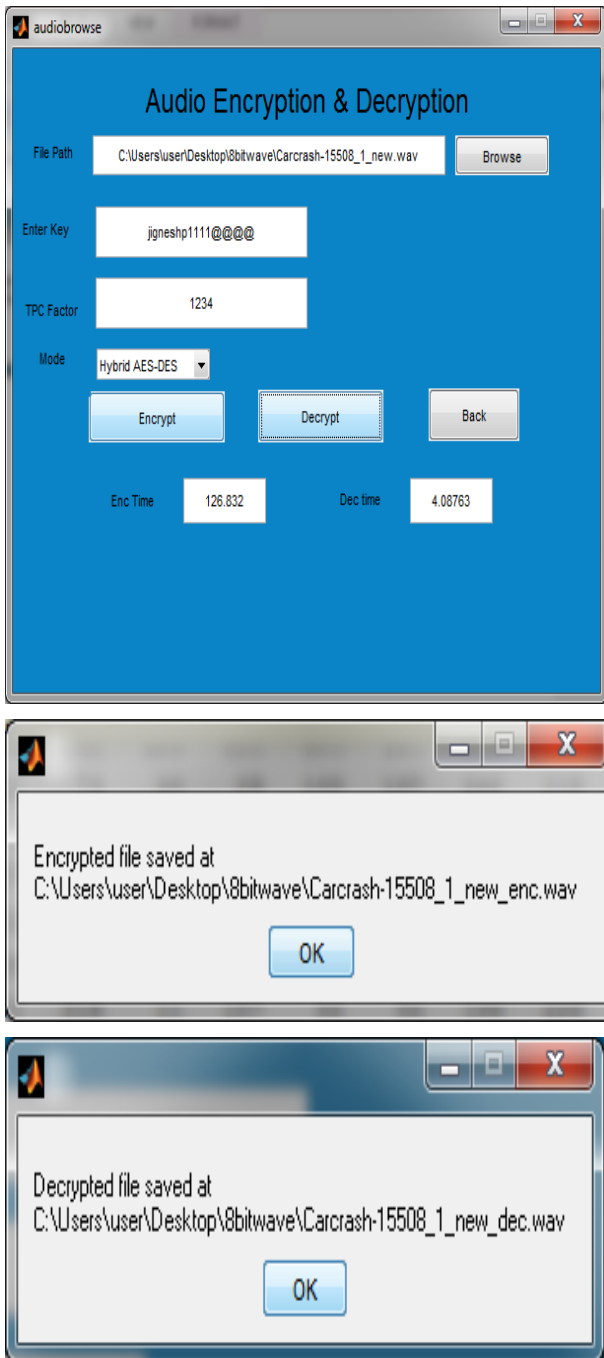 audiobrowse
Audio Encryption & Decryption
File Path C:\Users\user\Desktop\8bitwave\Carcrash-15508_1_new.wav Browse
Enter Key jigneshp1111@@@@
TPC Factor 1234
Mode Hybrid AES-DES
Encrypt Decrypt Back
Enc Time 126.832 Dec time 4.08763
Encrypted file saved at
C:\Users\user\Desktop\8bitwave\Carcrash-15508_1_new_enc.wav
OK
Decrypted file saved at
C:\Users\user\Desktop\8bitwave\Carcrash-15508_1_new_dec.wav
OK